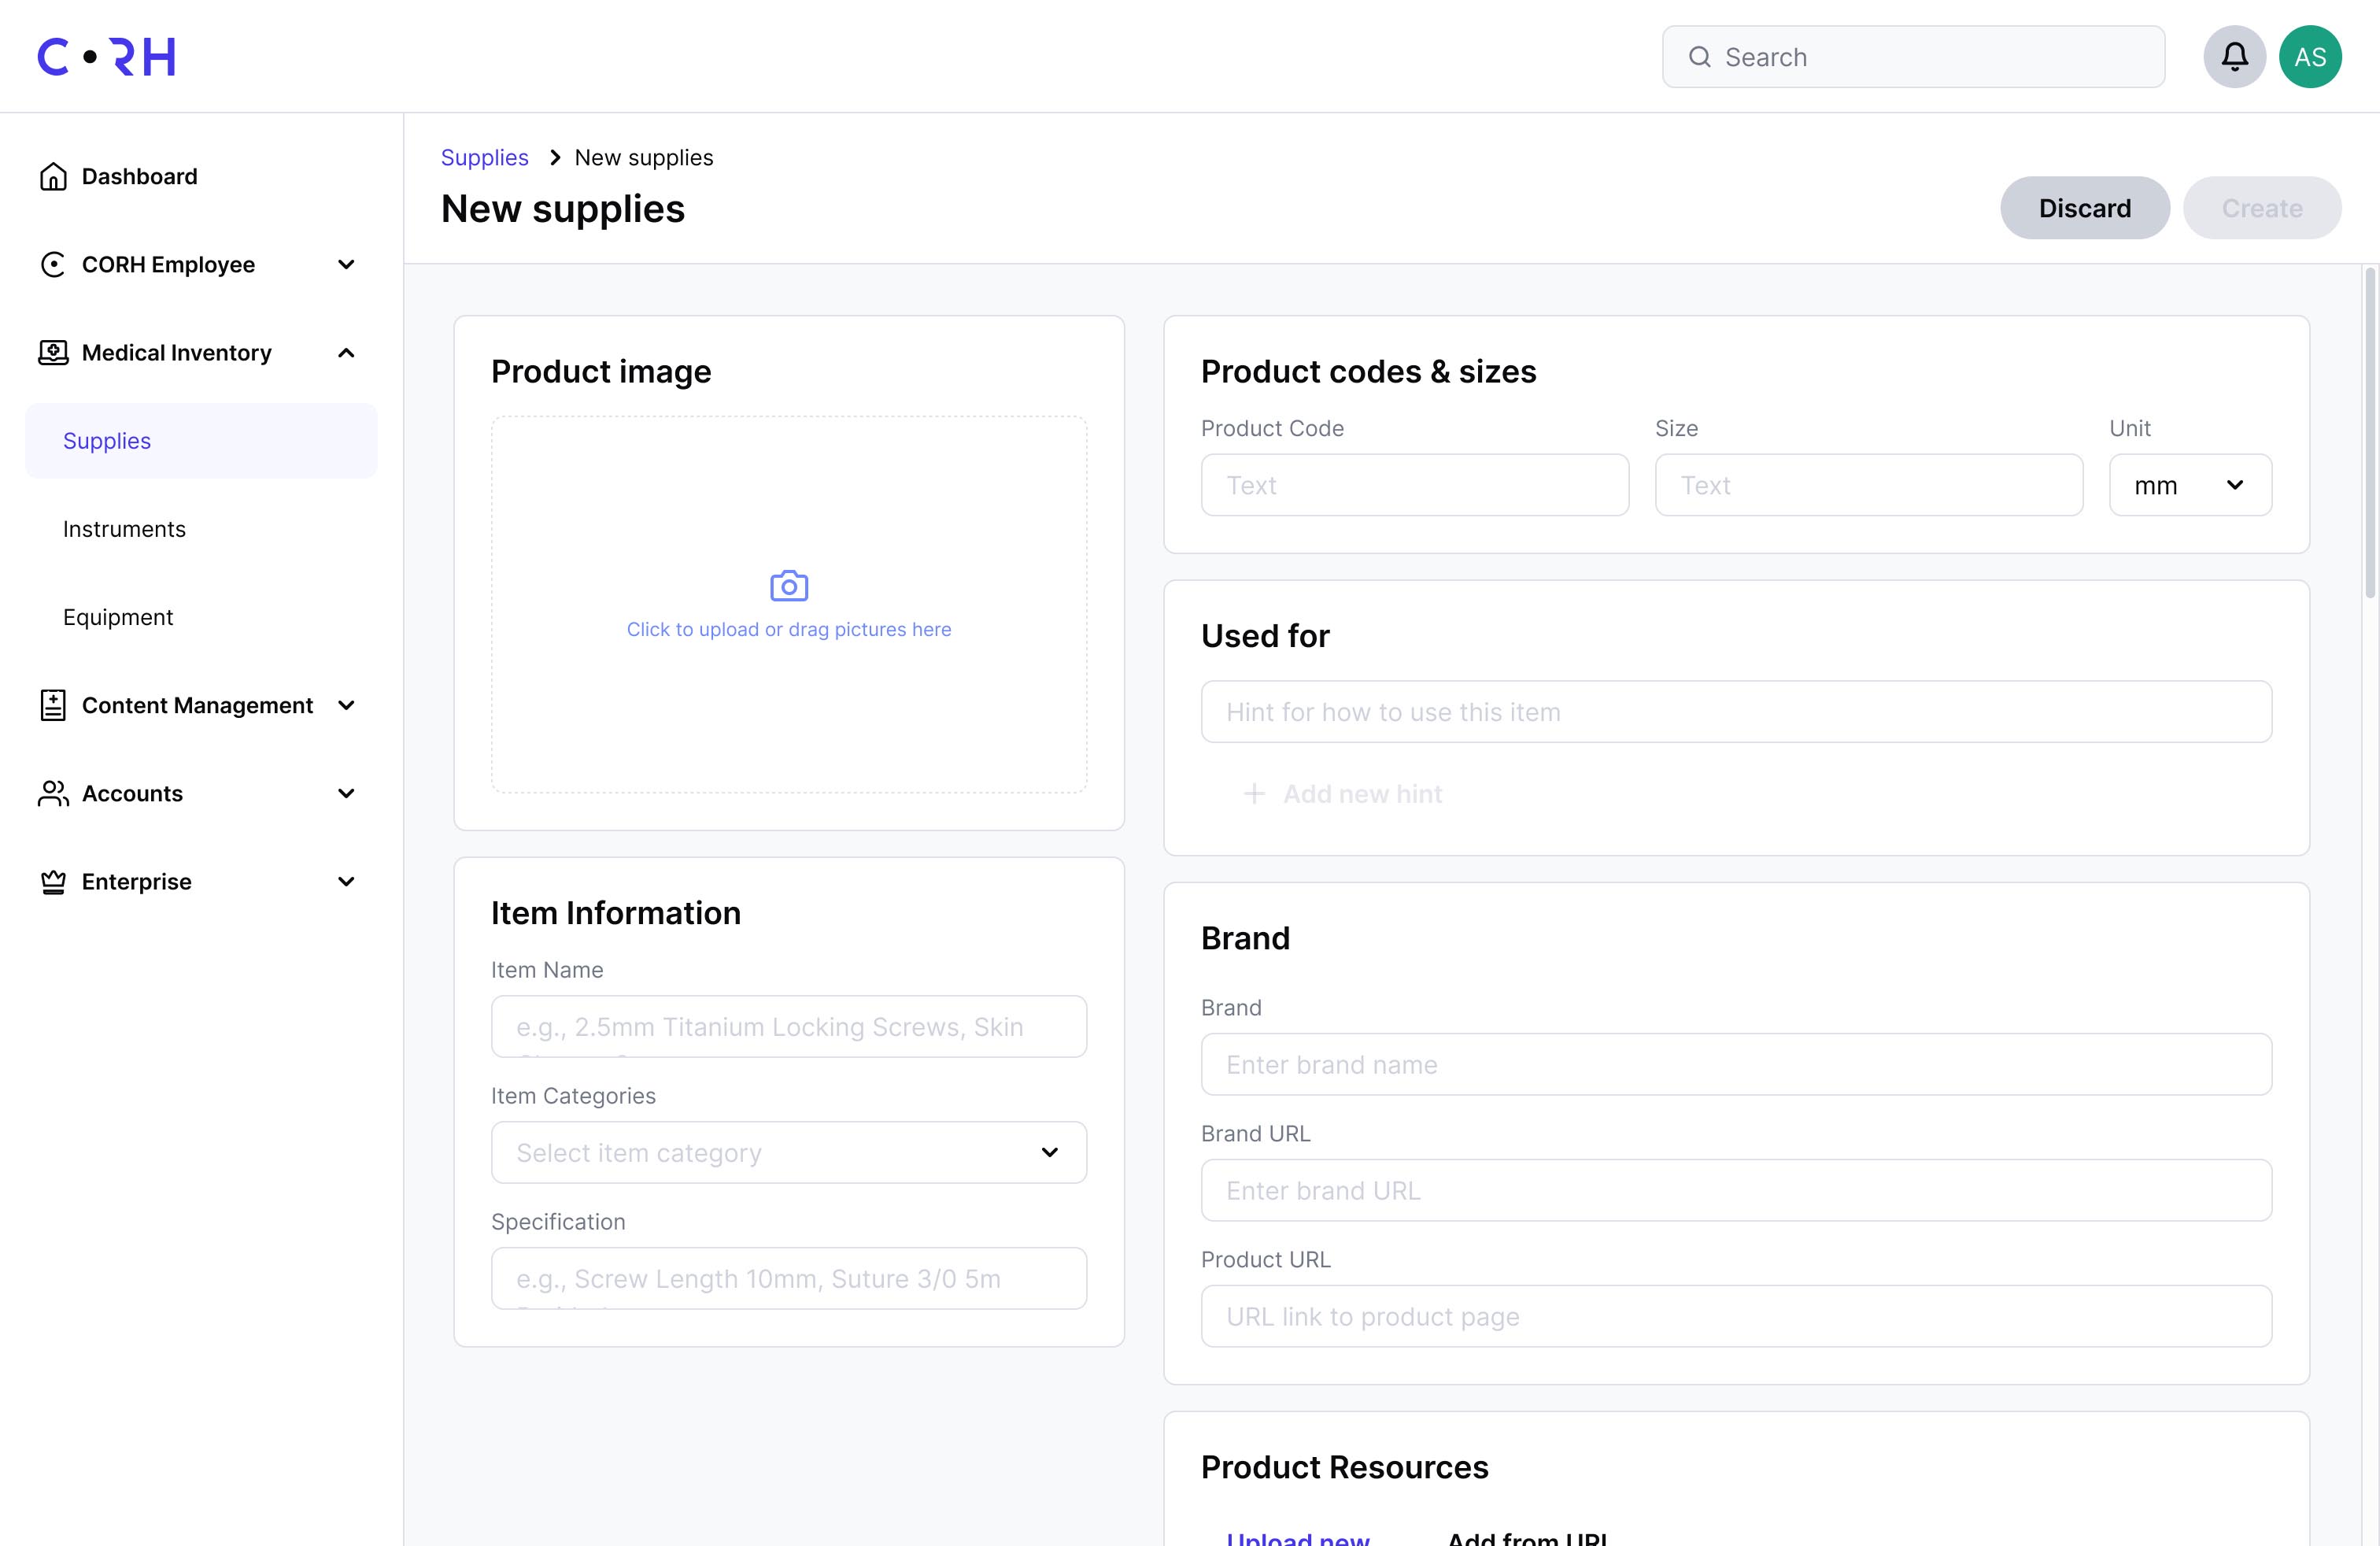 C•RH
Search
AS
Dashboard
CORH Employee
Medical Inventory
Supplies
Instruments
Equipment
Content Management
Accounts
Enterprise
Supplies > New supplies
New supplies
Discard
Create
Product image
Click to upload or drag pictures here
Item Information
Item Name
e.g., 2.5mm Titanium Locking Screws, Skin
Item Categories
Select item category
Specification
e.g., Screw Length 10mm, Suture 3/0 5m
Product codes & sizes
Product Code
Size
Unit
Text
Text
mm
Used for
Hint for how to use this item
+ Add new hint
Brand
Brand
Enter brand name
Brand URL
Enter brand URL
Product URL
URL link to product page
Product Resources
Upload new
Add from URL